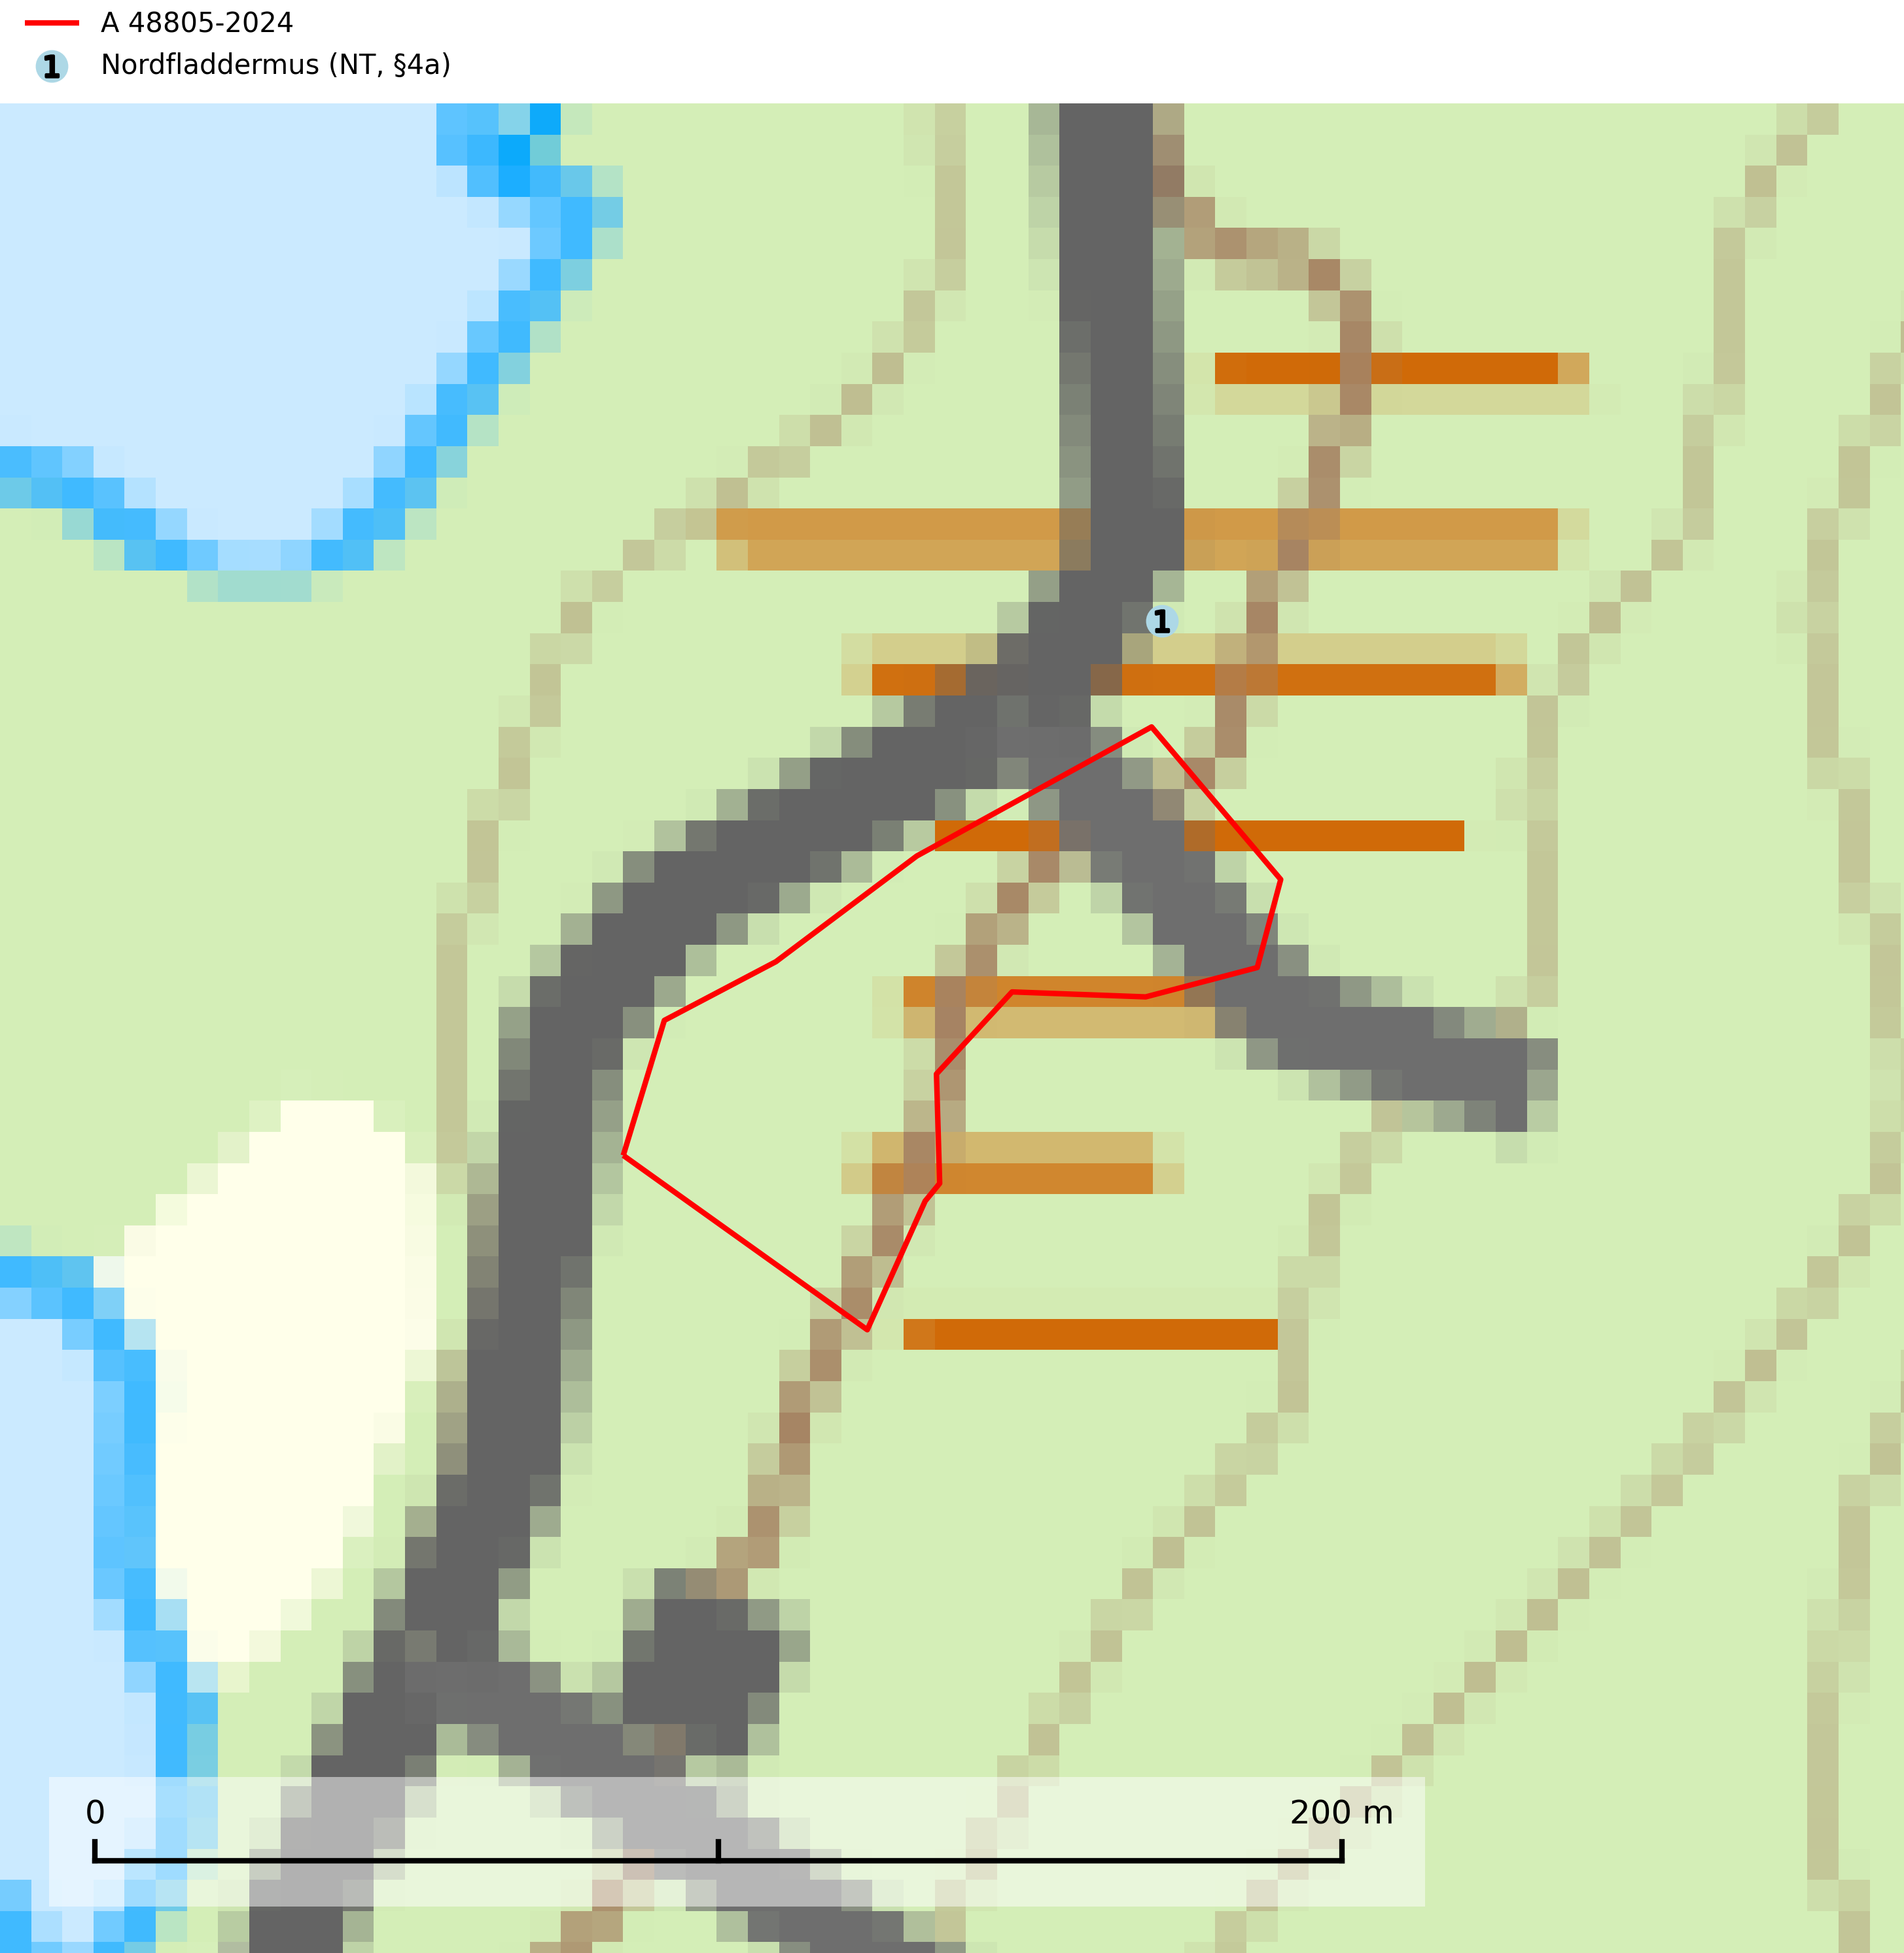 A 48805-2024
1 Nordfladdermus (NT, §4a)
1
0 200 m